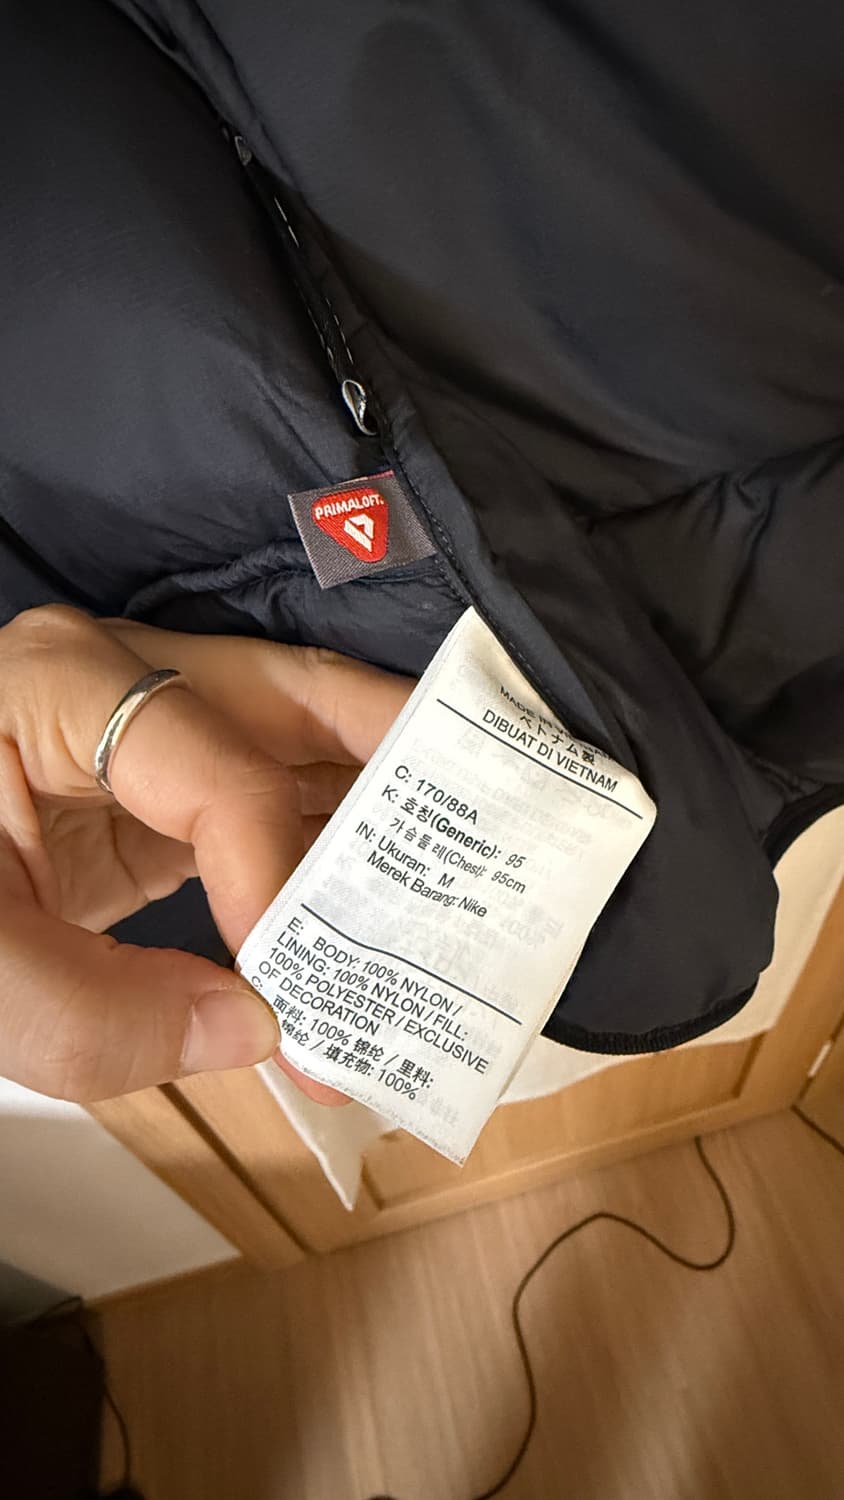 PRIMALOFT.
MADE IN VIETNAM
ベトナム製
DIBUAT DI VIETNAM
C: 170/88A
K: 호칭(Generic): 95
가슴둘레(Chest): 95cm
IN: Ukuran: M
Merek Barang: Nike
E: BODY: 100% NYLON /
LINING: 100% NYLON / FILL:
100% POLYESTER / EXCLUSIVE
OF DECORATION
C: 面料: 100% 锦纶 / 里料:
锦纶 / 填充物: 100%